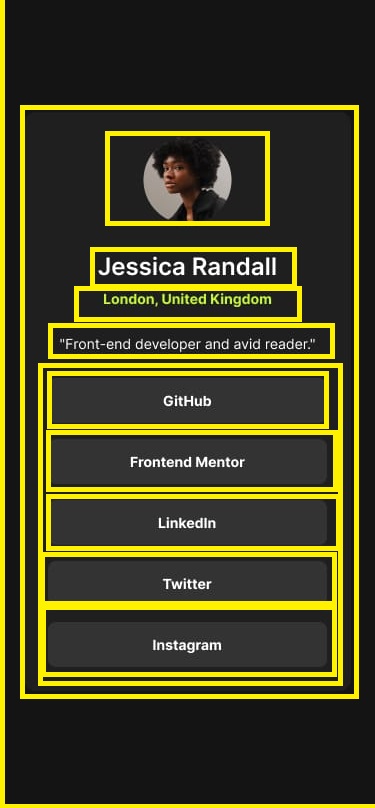 Jessica Randall
London, United Kingdom
"Front-end developer and avid reader."
GitHub
Frontend Mentor
LinkedIn
Twitter
Instagram